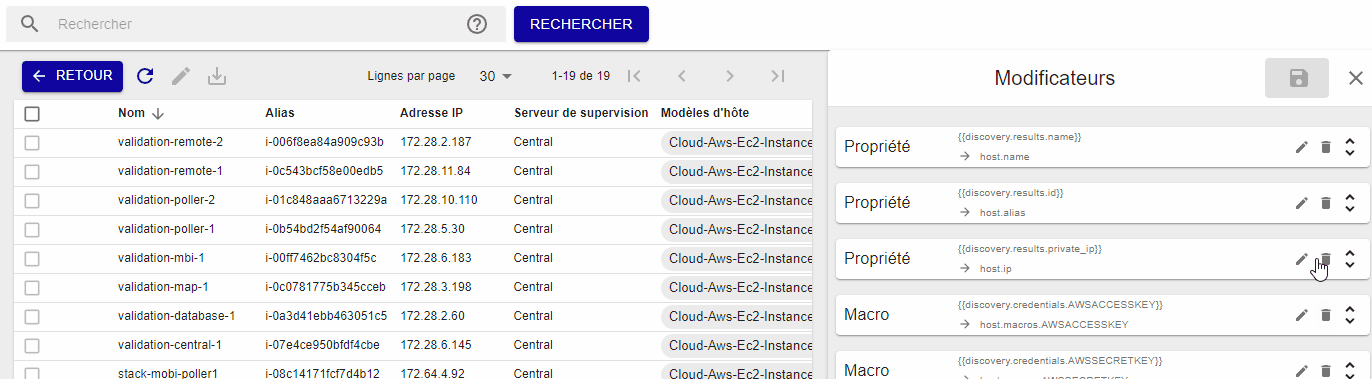 Rechercher
RECHERCHER
RETOUR
Lignes par page 30 1-19 de 19
Nom Alias Adresse IP Serveur de supervision Modèles d'hôte
validation-remote-2 i-006f8ea84a909c93b 172.28.2.187 Central Cloud-Aws-Ec2-Instance
validation-remote-1 i-0c543bcf58e00edb5 172.28.11.84 Central Cloud-Aws-Ec2-Instance
validation-poller-2 i-01c848aaa6713229a 172.28.10.110 Central Cloud-Aws-Ec2-Instance
validation-poller-1 i-0b54bd2f54af90064 172.28.5.30 Central Cloud-Aws-Ec2-Instance
validation-mbi-1 i-00ff7462bc8304f5c 172.28.6.183 Central Cloud-Aws-Ec2-Instance
validation-map-1 i-0c0781775b345cceb 172.28.3.198 Central Cloud-Aws-Ec2-Instance
validation-database-1 i-0a3d41ebb463051c5 172.28.2.60 Central Cloud-Aws-Ec2-Instance
validation-central-1 i-07e4ce950bfdf4cbe 172.28.6.145 Central Cloud-Aws-Ec2-Instance
stack-mobi-poller1 i-08c14171fcf7d4b12 172.64.4.92 Central Cloud-Aws-Ec2-Instance
Modificateurs
Propriété
{{discovery.results.name}}
→ host.name
Propriété
{{discovery.results.id}}
→ host.alias
Propriété
{{discovery.results.private_ip}}
→ host.ip
Macro
{{discovery.credentials.AWSACCESSKEY}}
→ host.macros.AWSACCESSKEY
Macro
{{discovery.credentials.AWSSECRETKEY}}
→ host.macros.AWSSECRETKEY